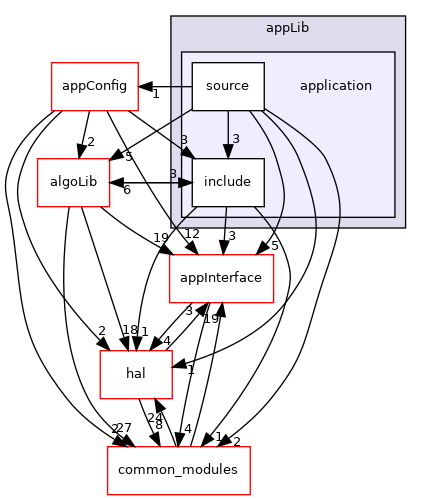 appLib
appConfig
source
application
1
2
3
3
5
algoLib
include
3
6
19
12
3
5
appInterface
3
19
2
18
1
4
hal
1
2
27
24
8
4
1
2
common_modules